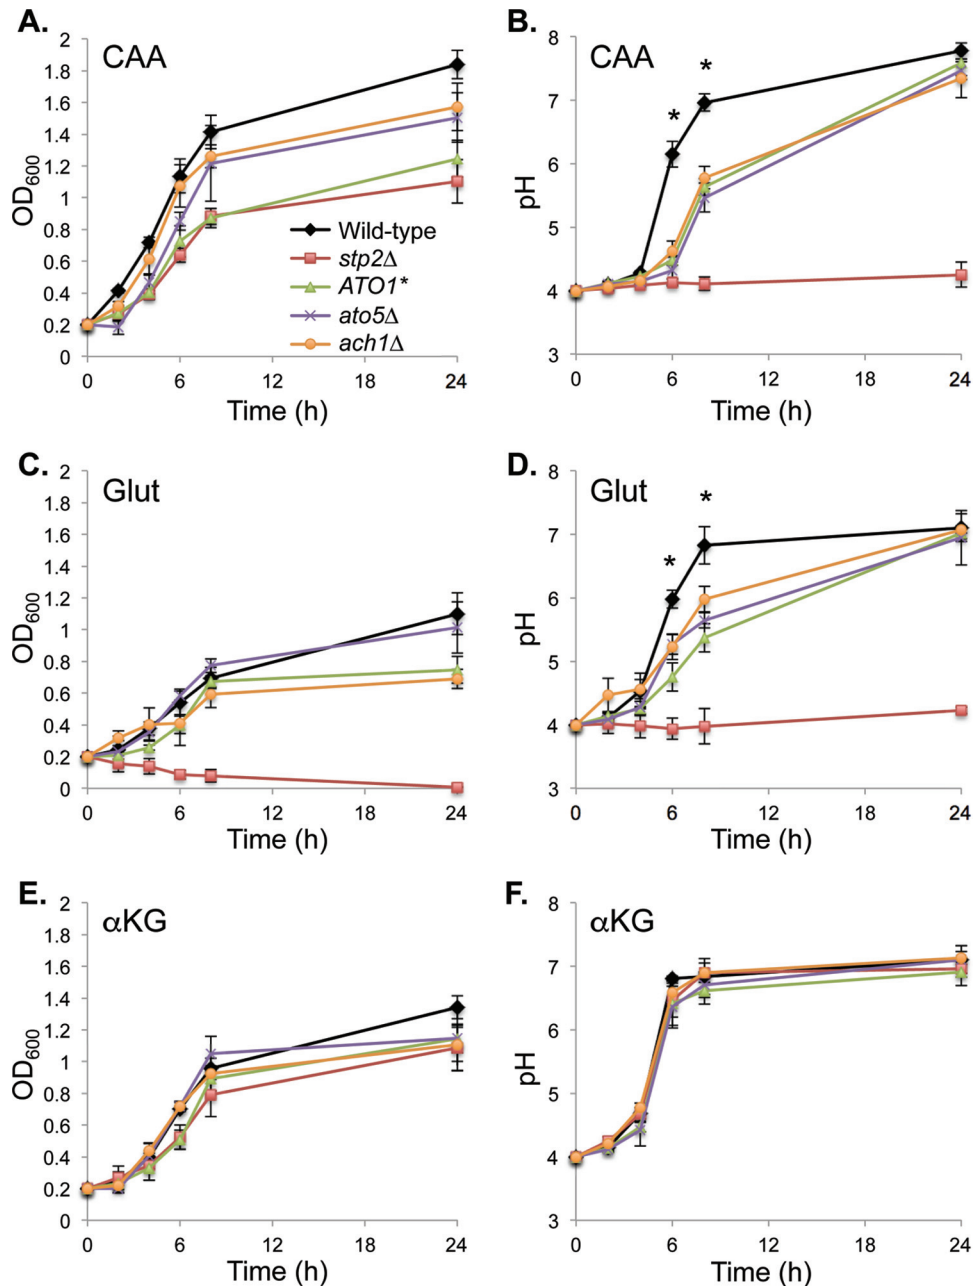 A.
CAA
OD600
2
1.8
1.6
1.4
1.2
1
0.8
0.6
0.4
0.2
0
0 6 12 18 24
Time (h)
Wild-type
stp2Δ
ATO1*
ato5Δ
ach1Δ
B.
CAA
pH
8
7
6
5
4
3
* *
0 6 12 18 24
Time (h)
C.
Glut
OD600
2
1.8
1.6
1.4
1.2
1
0.8
0.6
0.4
0.2
0
0 6 12 18 24
Time (h)
D.
Glut
pH
8
7
6
5
4
3
* *
0 6 12 18 24
Time (h)
E.
αKG
OD600
2
1.8
1.6
1.4
1.2
1
0.8
0.6
0.4
0.2
0
0 6 12 18 24
Time (h)
F.
αKG
pH
8
7
6
5
4
3
0 6 12 18 24
Time (h)